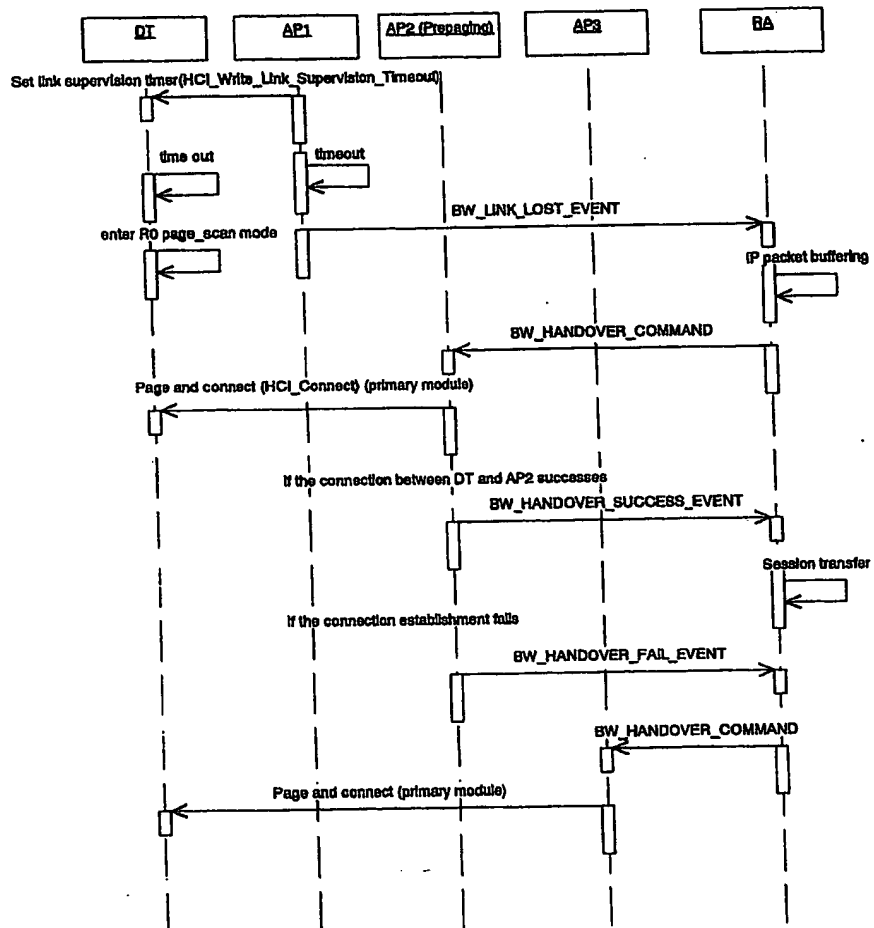 DT
AP1
AP2 (Prepaging)
AP3
RA
Set link supervision timer(HCI_Write_Link_Supervision_Timeout)
time out
timeout
BW_LINK_LOST_EVENT
enter R0 page_scan mode
IP packet buffering
BW_HANDOVER_COMMAND
Page and connect (HCI_Connect) (primary module)
If the connection between DT and AP2 successes
BW_HANDOVER_SUCCESS_EVENT
Session transfer
If the connection establishment fails
BW_HANDOVER_FAIL_EVENT
BW_HANDOVER_COMMAND
Page and connect (primary module)